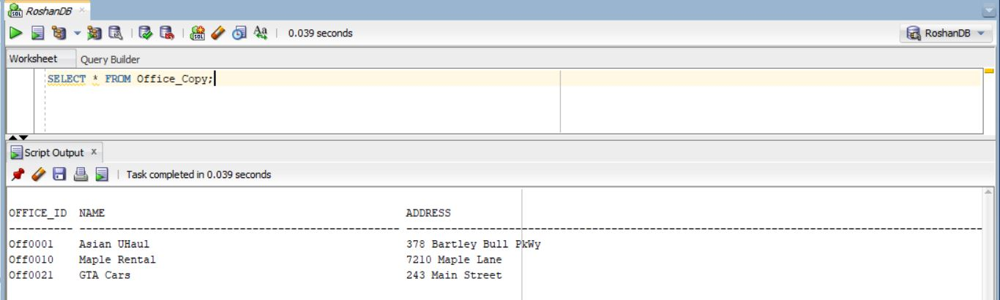 RoshanDB
0.039 seconds
RoshanDB
Worksheet Query Builder
SELECT * FROM Office_Copy;
Script Output x
Task completed in 0.039 seconds
OFFICE_ID NAME ADDRESS
Off0001 Asian UHaul 378 Bartley Bull PkWy
Off0010 Maple Rental 7210 Maple Lane
Off0021 GTA Cars 243 Main Street